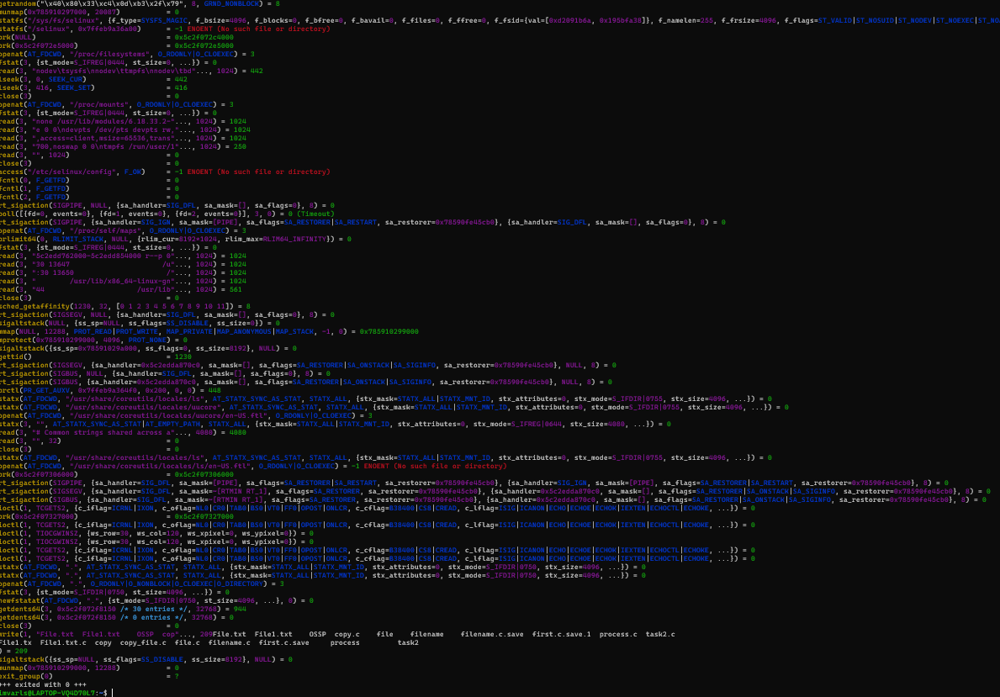 getrandom("\x40\x80\x33\xc4\x0d\xb3\x2f\x79", 8, GRND_NONBLOCK) = 8
munmap(0x785910297000, 20087) = 0
statfs("/sys/fs/selinux", {f_type=SYSFS_MAGIC, f_bsize=4096, f_blocks=0, f_bfree=0, f_bavail=0, f_files=0, f_ffree=0, f_fsid={val=[0xd2091b6a, 0x195bfa38]}, f_namelen=255, f_frsize=4096, f_flags=ST_VALID|ST_NOSUID|ST_NODEV|ST_NOEXEC|ST_NO
statfs("/selinux", 0x7ffeb9a36a00) = -1 ENOENT (No such file or directory)
brk(NULL) = 0x5c2f072c4000
brk(0x5c2f072e5000) = 0x5c2f072e5000
openat(AT_FDCWD, "/proc/filesystems", O_RDONLY|O_CLOEXEC) = 3
fstat(3, {st_mode=S_IFREG|0444, st_size=0, ...}) = 0
read(3, "nodev\tsysfs\nnodev\ttmpfs\nnodev\tbd"..., 1024) = 442
lseek(3, 0, SEEK_CUR) = 442
lseek(3, 416, SEEK_SET) = 416
close(3) = 0
openat(AT_FDCWD, "/proc/mounts", O_RDONLY|O_CLOEXEC) = 3
fstat(3, {st_mode=S_IFREG|0444, st_size=0, ...}) = 0
read(3, "none /usr/lib/modules/6.18.33.2-"..., 1024) = 1024
read(3, "e 0 0\ndevpts /dev/pts devpts rw,"..., 1024) = 1024
read(3, ",access=client,msize=65536,trans"..., 1024) = 1024
read(3, "700,noswap 0 0\ntmpfs /run/user/1"..., 1024) = 250
read(3, "", 1024) = 0
close(3) = 0
access("/etc/selinux/config", F_OK) = -1 ENOENT (No such file or directory)
fcntl(0, F_GETFD) = 0
fcntl(1, F_GETFD) = 0
fcntl(2, F_GETFD) = 0
rt_sigaction(SIGPIPE, NULL, {sa_handler=SIG_DFL, sa_mask=[], sa_flags=0}, 8) = 0
poll([{fd=0, events=0}, {fd=1, events=0}, {fd=2, events=0}], 3, 0) = 0 (Timeout)
rt_sigaction(SIGPIPE, {sa_handler=SIG_IGN, sa_mask=[PIPE], sa_flags=SA_RESTORER|SA_RESTART, sa_restorer=0x78590fe45cb0}, {sa_handler=SIG_DFL, sa_mask=[], sa_flags=0}, 8) = 0
openat(AT_FDCWD, "/proc/self/maps", O_RDONLY|O_CLOEXEC) = 3
prlimit64(0, RLIMIT_STACK, NULL, {rlim_cur=8192*1024, rlim_max=RLIM64_INFINITY}) = 0
fstat(3, {st_mode=S_IFREG|0444, st_size=0, ...}) = 0
read(3, "5c2edd762000-5c2edd854000 r--p 0"..., 1024) = 1024
read(3, "30 13647 /u"..., 1024) = 1024
read(3, ":30 13650 /"..., 1024) = 1024
read(3, " /usr/lib/x86_64-linux-gn"..., 1024) = 1024
read(3, "44 /usr/lib"..., 1024) = 561
close(3) = 0
sched_getaffinity(1230, 32, [0 1 2 3 4 5 6 7 8 9 10 11]) = 8
rt_sigaction(SIGSEGV, NULL, {sa_handler=SIG_DFL, sa_mask=[], sa_flags=0}, 8) = 0
sigaltstack(NULL, {ss_sp=NULL, ss_flags=SS_DISABLE, ss_size=0}) = 0
mmap(NULL, 12288, PROT_READ|PROT_WRITE, MAP_PRIVATE|MAP_ANONYMOUS|MAP_STACK, -1, 0) = 0x785910299000
mprotect(0x785910299000, 4096, PROT_NONE) = 0
sigaltstack({ss_sp=0x78591029a000, ss_flags=0, ss_size=8192}, NULL) = 0
gettid() = 1230
rt_sigaction(SIGSEGV, {sa_handler=0x5c2edda870c0, sa_mask=[], sa_flags=SA_RESTORER|SA_ONSTACK|SA_SIGINFO, sa_restorer=0x78590fe45cb0}, NULL, 8) = 0
rt_sigaction(SIGBUS, NULL, {sa_handler=SIG_DFL, sa_mask=[], sa_flags=0}, 8) = 0
rt_sigaction(SIGBUS, {sa_handler=0x5c2edda870c0, sa_mask=[], sa_flags=SA_RESTORER|SA_ONSTACK|SA_SIGINFO, sa_restorer=0x78590fe45cb0}, NULL, 8) = 0
prctl(PR_GET_AUXV, 0x7ffeb9a364f0, 0x200, 0, 0) = 448
statx(AT_FDCWD, "/usr/share/coreutils/locales/ls", AT_STATX_SYNC_AS_STAT, STATX_ALL, {stx_mask=STATX_ALL|STATX_MNT_ID, stx_attributes=0, stx_mode=S_IFDIR|0755, stx_size=4096, ...}) = 0
statx(AT_FDCWD, "/usr/share/coreutils/locales/uucore", AT_STATX_SYNC_AS_STAT, STATX_ALL, {stx_mask=STATX_ALL|STATX_MNT_ID, stx_attributes=0, stx_mode=S_IFDIR|0755, stx_size=4096, ...}) = 0
openat(AT_FDCWD, "/usr/share/coreutils/locales/uucore/en-US.ftl", O_RDONLY|O_CLOEXEC) = 3
statx(3, "", AT_STATX_SYNC_AS_STAT|AT_EMPTY_PATH, STATX_ALL, {stx_mask=STATX_ALL|STATX_MNT_ID, stx_attributes=0, stx_mode=S_IFREG|0644, stx_size=4080, ...}) = 0
read(3, "# Common strings shared across a"..., 4080) = 4080
read(3, "", 32) = 0
close(3) = 0
statx(AT_FDCWD, "/usr/share/coreutils/locales/ls", AT_STATX_SYNC_AS_STAT, STATX_ALL, {stx_mask=STATX_ALL|STATX_MNT_ID, stx_attributes=0, stx_mode=S_IFDIR|0755, stx_size=4096, ...}) = 0
openat(AT_FDCWD, "/usr/share/coreutils/locales/ls/en-US.ftl", O_RDONLY|O_CLOEXEC) = -1 ENOENT (No such file or directory)
brk(0x5c2f07306000) = 0x5c2f07306000
rt_sigaction(SIGPIPE, {sa_handler=SIG_DFL, sa_mask=[PIPE], sa_flags=SA_RESTORER|SA_RESTART, sa_restorer=0x78590fe45cb0}, {sa_handler=SIG_IGN, sa_mask=[PIPE], sa_flags=SA_RESTORER|SA_RESTART, sa_restorer=0x78590fe45cb0}, 8) = 0
rt_sigaction(SIGSEGV, {sa_handler=SIG_DFL, sa_mask=~[RTMIN RT_1], sa_flags=SA_RESTORER, sa_restorer=0x78590fe45cb0}, {sa_handler=0x5c2edda870c0, sa_mask=[], sa_flags=SA_RESTORER|SA_ONSTACK|SA_SIGINFO, sa_restorer=0x78590fe45cb0}, 8) = 0
rt_sigaction(SIGBUS, {sa_handler=SIG_DFL, sa_mask=~[RTMIN RT_1], sa_flags=SA_RESTORER, sa_restorer=0x78590fe45cb0}, {sa_handler=0x5c2edda870c0, sa_mask=[], sa_flags=SA_RESTORER|SA_ONSTACK|SA_SIGINFO, sa_restorer=0x78590fe45cb0}, 8) = 0
ioctl(1, TCGETS2, {c_iflag=ICRNL|IXON, c_oflag=NL0|CR0|TAB0|BS0|VT0|FF0|OPOST|ONLCR, c_cflag=B38400|CS8|CREAD, c_lflag=ISIG|ICANON|ECHO|ECHOE|ECHOK|IEXTEN|ECHOCTL|ECHOKE, ...}) = 0
brk(0x5c2f07327000) = 0x5c2f07327000
ioctl(1, TCGETS2, {c_iflag=ICRNL|IXON, c_oflag=NL0|CR0|TAB0|BS0|VT0|FF0|OPOST|ONLCR, c_cflag=B38400|CS8|CREAD, c_lflag=ISIG|ICANON|ECHO|ECHOE|ECHOK|IEXTEN|ECHOCTL|ECHOKE, ...}) = 0
ioctl(1, TIOCGWINSZ, {ws_row=30, ws_col=120, ws_xpixel=0, ws_ypixel=0}) = 0
ioctl(1, TIOCGWINSZ, {ws_row=30, ws_col=120, ws_xpixel=0, ws_ypixel=0}) = 0
ioctl(1, TCGETS2, {c_iflag=ICRNL|IXON, c_oflag=NL0|CR0|TAB0|BS0|VT0|FF0|OPOST|ONLCR, c_cflag=B38400|CS8|CREAD, c_lflag=ISIG|ICANON|ECHO|ECHOE|ECHOK|IEXTEN|ECHOCTL|ECHOKE, ...}) = 0
ioctl(1, TCGETS2, {c_iflag=ICRNL|IXON, c_oflag=NL0|CR0|TAB0|BS0|VT0|FF0|OPOST|ONLCR, c_cflag=B38400|CS8|CREAD, c_lflag=ISIG|ICANON|ECHO|ECHOE|ECHOK|IEXTEN|ECHOCTL|ECHOKE, ...}) = 0
statx(AT_FDCWD, ".", AT_STATX_SYNC_AS_STAT, STATX_ALL, {stx_mask=STATX_ALL|STATX_MNT_ID, stx_attributes=0, stx_mode=S_IFDIR|0750, stx_size=4096, ...}) = 0
statx(AT_FDCWD, ".", AT_STATX_SYNC_AS_STAT, STATX_ALL, {stx_mask=STATX_ALL|STATX_MNT_ID, stx_attributes=0, stx_mode=S_IFDIR|0750, stx_size=4096, ...}) = 0
openat(AT_FDCWD, ".", O_RDONLY|O_NONBLOCK|O_CLOEXEC|O_DIRECTORY) = 3
fstat(3, {st_mode=S_IFDIR|0750, st_size=4096, ...}) = 0
newfstatat(AT_FDCWD, ".", {st_mode=S_IFDIR|0750, st_size=4096, ...}, 0) = 0
getdents64(3, 0x5c2f072f8150 /* 30 entries */, 32768) = 944
getdents64(3, 0x5c2f072f8150 /* 0 entries */, 32768) = 0
close(3) = 0
write(1, "File.txt File1.txt OSSP cop"..., 209File.txt File1.txt OSSP copy.c file filename filename.c.save first.c.save.1 process.c task2.c
File1.tx File1.txt.c copy copy_file.c file.c filename.c first.c.save process task2
) = 209
sigaltstack({ss_sp=NULL, ss_flags=SS_DISABLE, ss_size=8192}, NULL) = 0
munmap(0x785910299000, 12288) = 0
exit_group(0) = ?
+++ exited with 0 +++
imvarls@LAPTOP-VQ4D70L7:~$